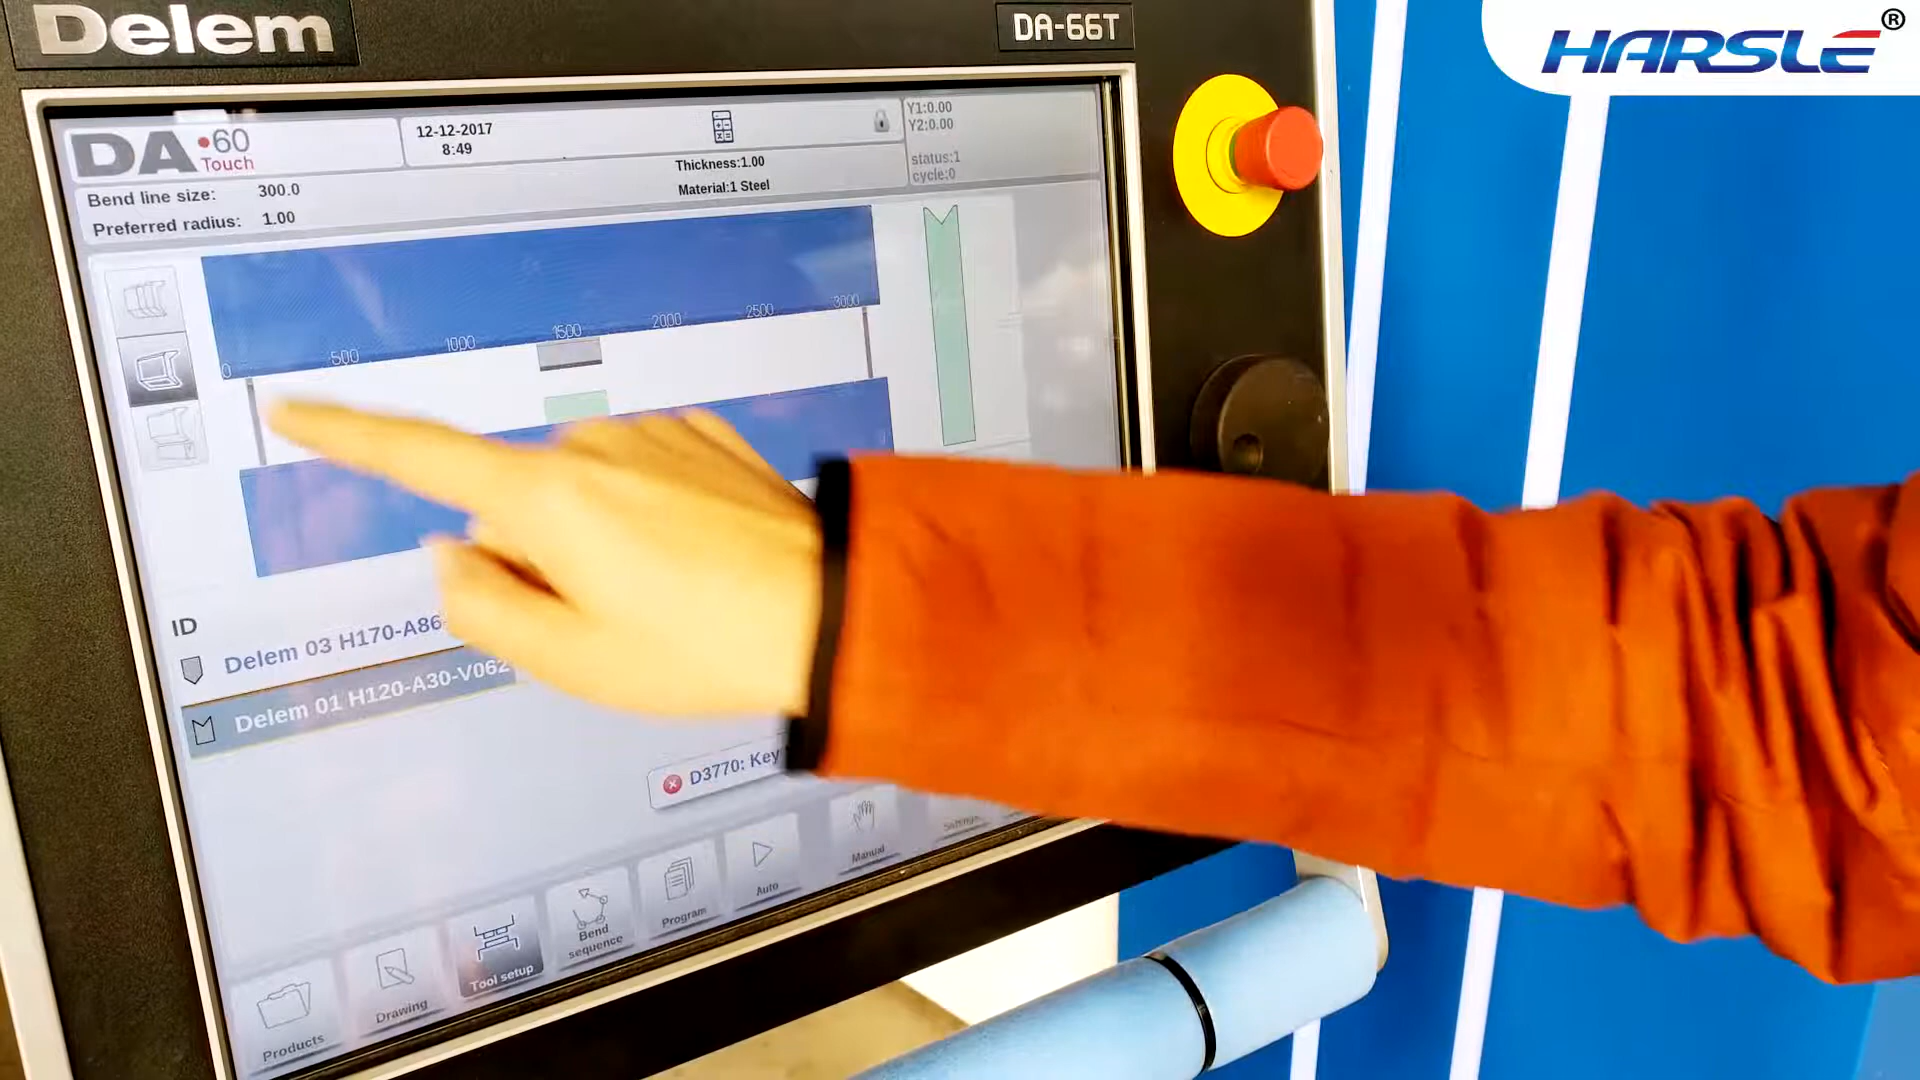 Delem
DA-66T
HARSLE®
DA•60
Touch
12-12-2017
8:49
Y1:0.00
Y2:0.00
status:1
cycle:0
Bend line size: 300.0
Preferred radius: 1.00
Thickness:1.00
Material:1 Steel
0 500 1000 1500 2000 2500 3000
ID
Delem 03 H170-A86
Delem 01 H120-A30-V062
D3770: Key
Products
Drawing
Tool setup
Bend
sequence
Program
Auto
Manual
Settings